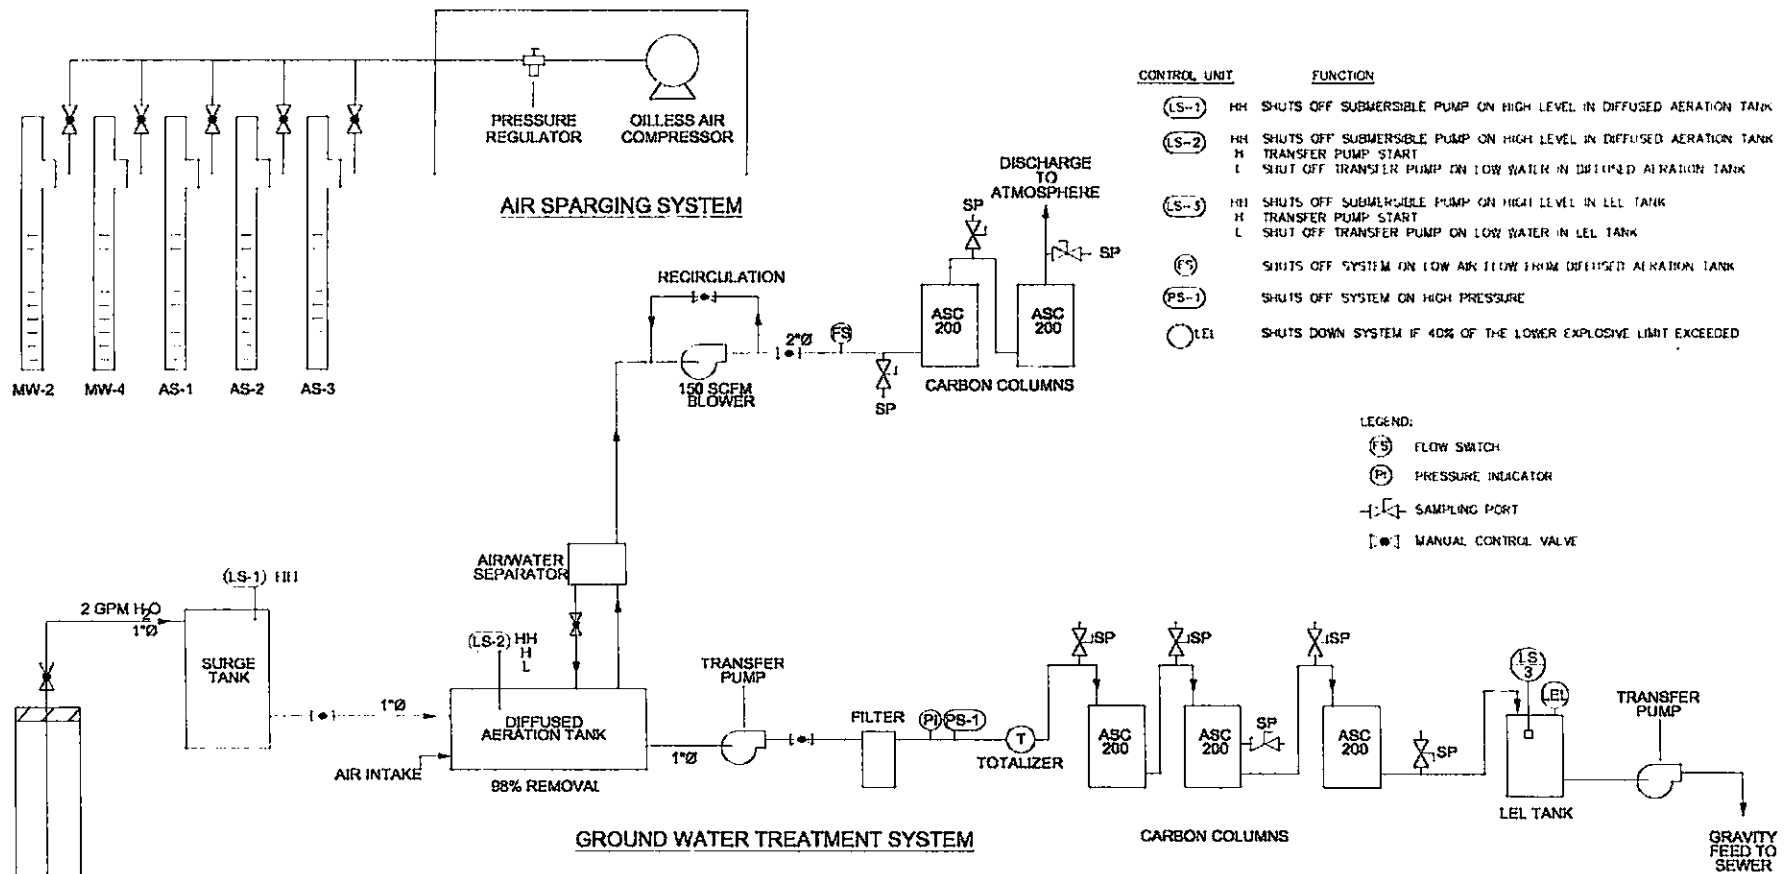 PRESSURE
REGULATOR
OILLESS AIR
COMPRESSOR
AIR SPARGING SYSTEM
MW-2
MW-4
AS-1
AS-2
AS-3
CONTROL UNIT FUNCTION
LS-1 HH SHUTS OFF SUBMERSIBLE PUMP ON HIGH LEVEL IN DIFFUSED AERATION TANK
LS-2 HH SHUTS OFF SUBMERSIBLE PUMP ON HIGH LEVEL IN DIFFUSED AERATION TANK
H TRANSFER PUMP START
L SHUT OFF TRANSFER PUMP ON LOW WATER IN DIFFUSED AERATION TANK
LS-3 HH SHUTS OFF SUBMERSIBLE PUMP ON HIGH LEVEL IN LEL TANK
H TRANSFER PUMP START
L SHUT OFF TRANSFER PUMP ON LOW WATER IN LEL TANK
FS SHUTS OFF SYSTEM ON LOW AIR FLOW FROM DIFFUSED AERATION TANK
PS-1 SHUTS OFF SYSTEM ON HIGH PRESSURE
LEL SHUTS DOWN SYSTEM IF 40% OF THE LOWER EXPLOSIVE LIMIT EXCEEDED
DISCHARGE
TO
ATMOSPHERE
SP
SP
RECIRCULATION
ASC
200
ASC
200
2"Ø
FS
150 SCFM
BLOWER
SP
CARBON COLUMNS
LEGEND:
FS FLOW SWITCH
PI PRESSURE INDICATOR
SAMPLING PORT
MANUAL CONTROL VALVE
AIR/WATER
SEPARATOR
(LS-1) HH
2 GPM H2O
1"Ø
SURGE
TANK
1"Ø
(LS-2) HH
H
L
DIFFUSED
AERATION TANK
AIR INTAKE
98% REMOVAL
1"Ø
TRANSFER
PUMP
FILTER
PI
PS-1
T
TOTALIZER
SP
SP
SP
ASC
200
ASC
200
SP
ASC
200
SP
CARBON COLUMNS
LS
3
LEL
LEL TANK
TRANSFER
PUMP
GRAVITY
FEED TO
SEWER
GROUND WATER TREATMENT SYSTEM